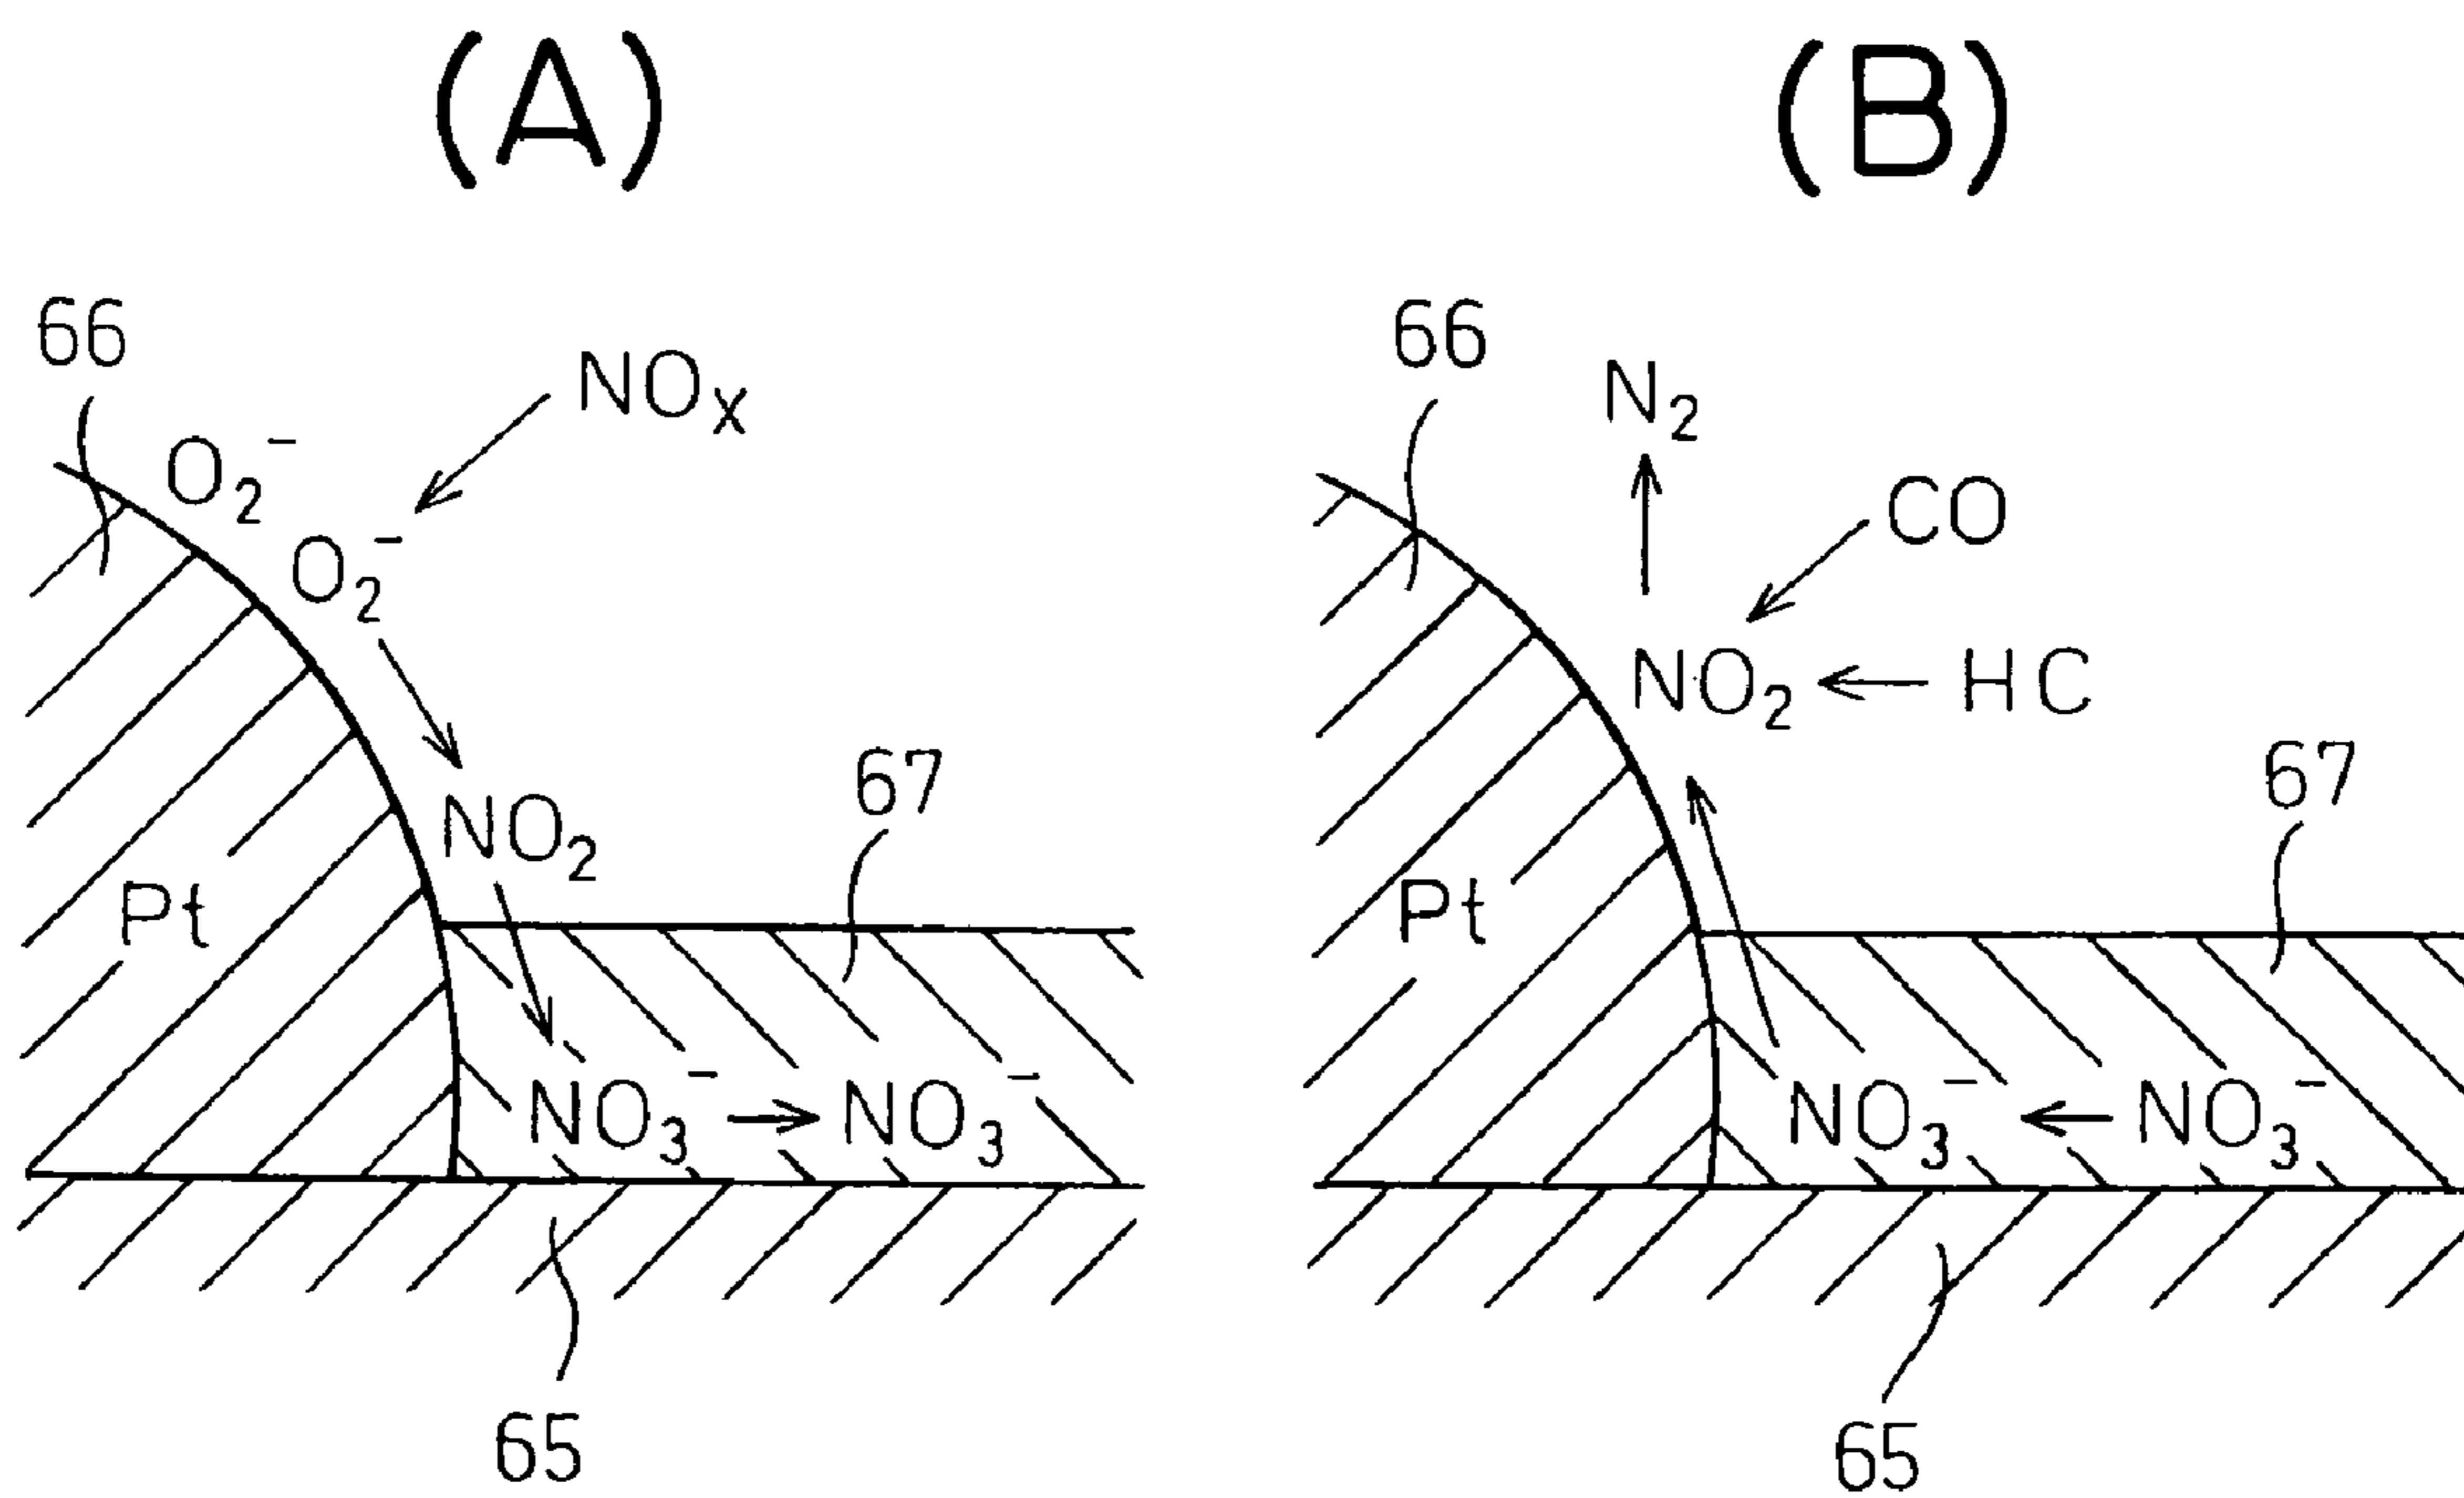 (A)
66
NOX
O2-
O2-
NO2
67
Pt
NO3- → NO3-
65
(B)
66
N2
CO
NO2 ← HC
67
Pt
NO3- ← NO3-
65